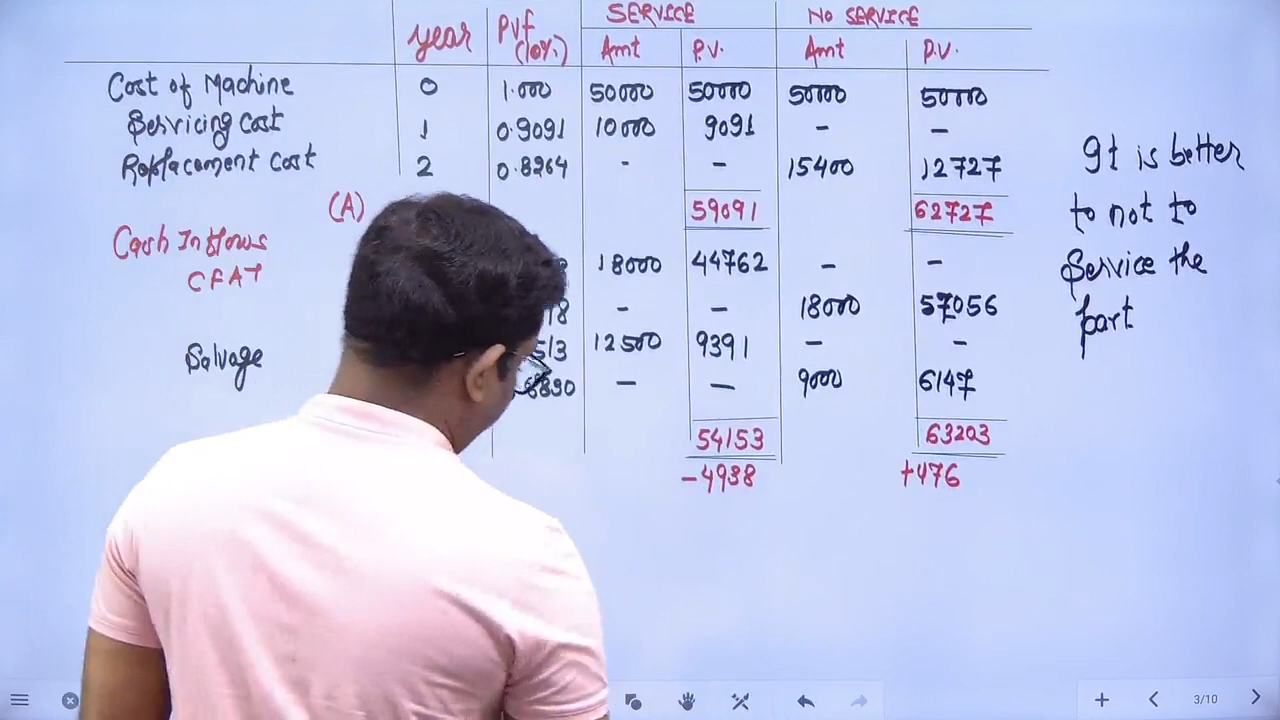 SERVICE NO SERVICE
year Pvf (10%) Amt P.V. Amt P.V.
Cost of Machine 0 1.000 50000 50000 50000 50000
Servicing Cost 1 0.9091 10000 9091 - -
Replacement Cost 2 0.8264 - - 15400 12727
(A) 59091 62727
Cash Inflows 18000 44762 - -
CFAT
18 - - 18000 57056
Salvage 513 12500 9391 - -
6830 - - 9000 6147
54153 63203
-4938 +476
It is better
to not to
Service the
part
3/10